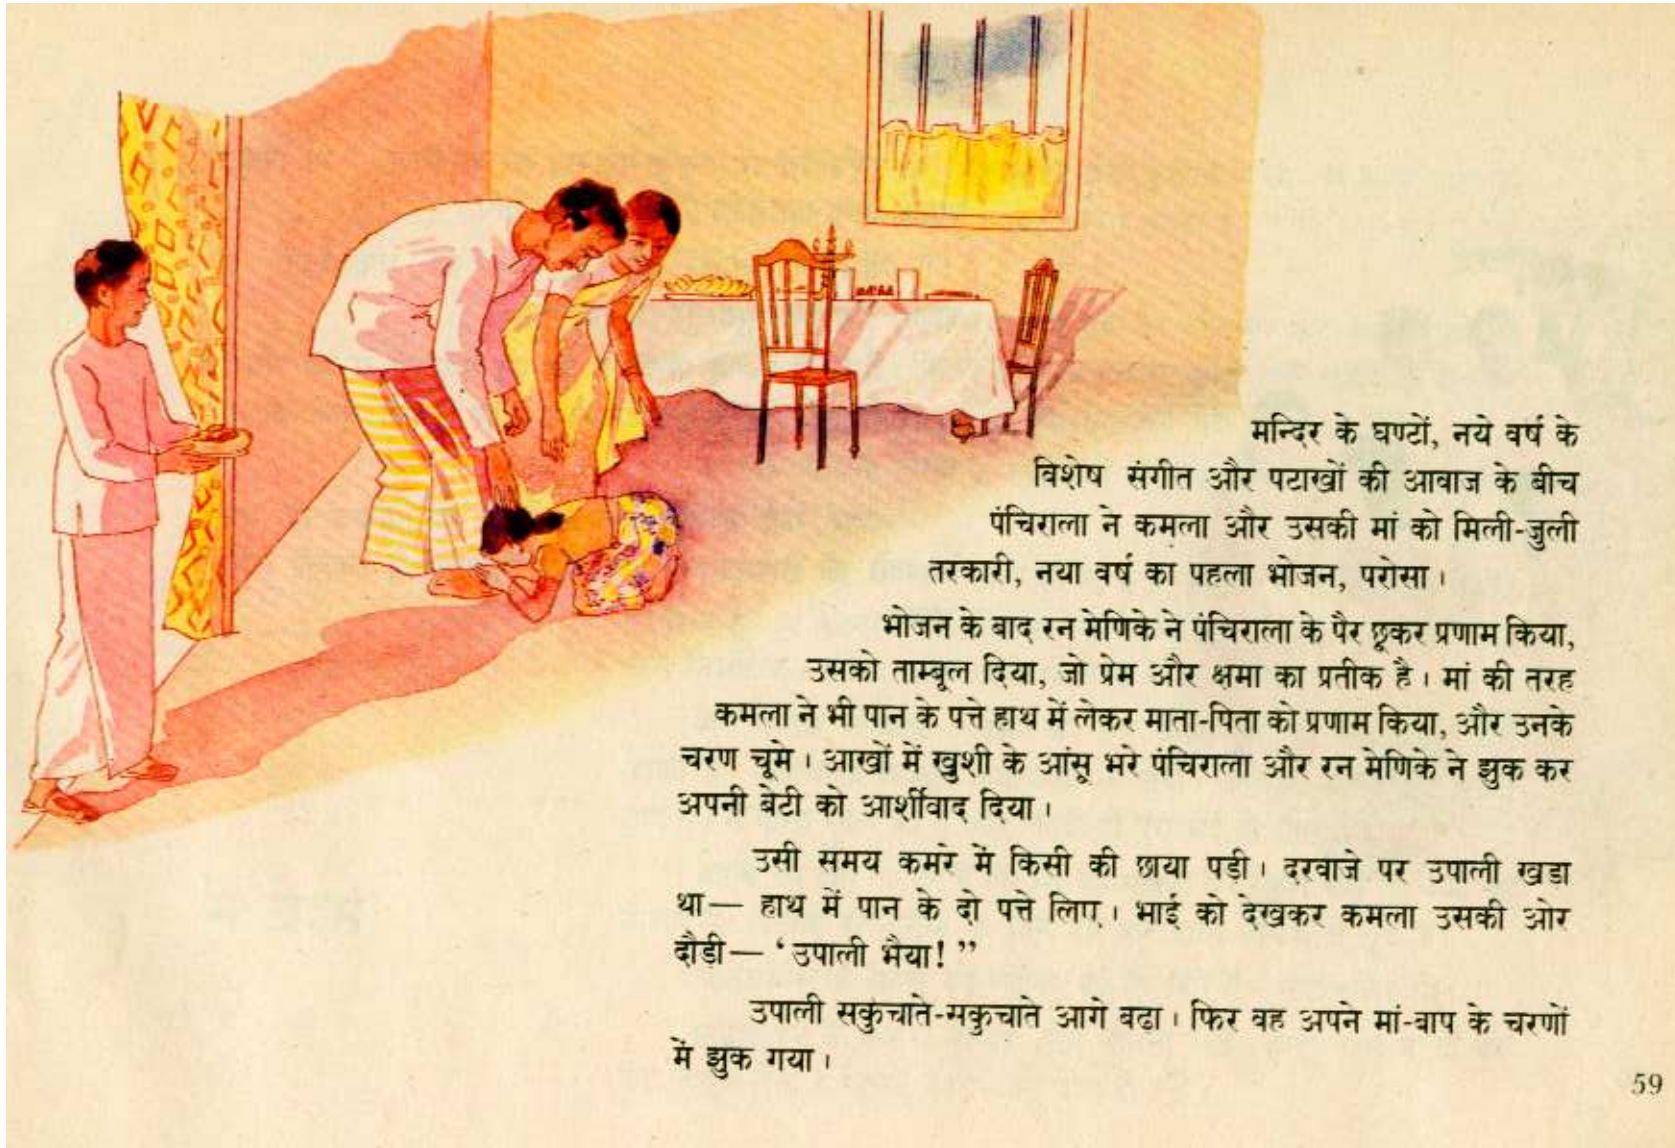 मन्दिर के घण्टों, नये वर्ष के
विशेष संगीत और पटाखों की आवाज के बीच
पंचिराला ने कमला और उसकी मां को मिली-जुली
तरकारी, नया वर्ष का पहला भोजन, परोसा ।
भोजन के बाद रन मेणिके ने पंचिराला के पैर छूकर प्रणाम किया,
उसको ताम्बूल दिया, जो प्रेम और क्षमा का प्रतीक है । मां की तरह
कमला ने भी पान के पत्ते हाथ में लेकर माता-पिता को प्रणाम किया, और उनके
चरण चूमे । आखों में खुशी के आंसू भरे पंचिराला और रन मेणिके ने झुक कर
अपनी बेटी को आर्शीवाद दिया ।
उसी समय कमरे में किसी की छाया पड़ी । दरवाजे पर उपाली खडा
था— हाथ में पान के दो पत्ते लिए । भाई को देखकर कमला उसकी ओर
दौड़ी— ‘ उपाली भैया! ”
उपाली सकुचाते-सकुचाते आगे बढा । फिर वह अपने मां-बाप के चरणों
में झुक गया ।
59